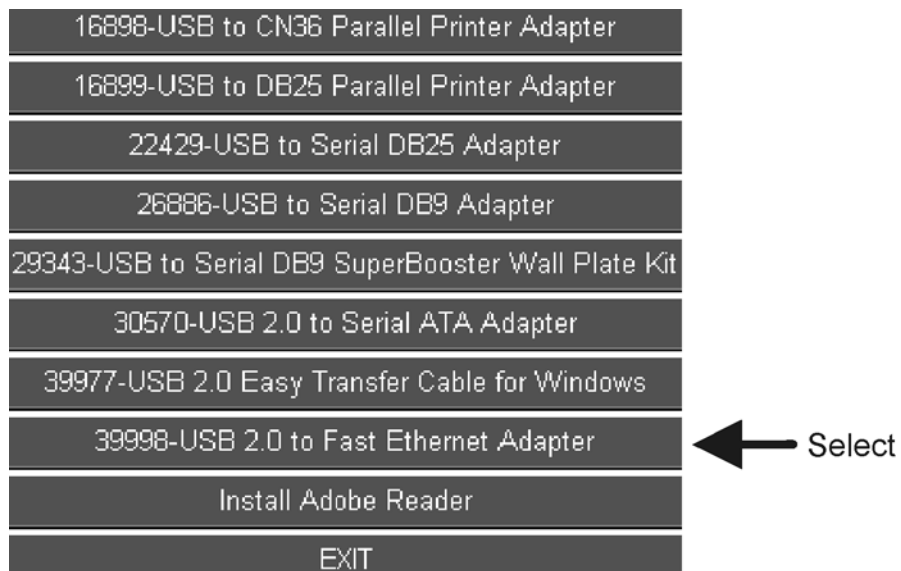 16898-USB to CN36 Parallel Printer Adapter
16899-USB to DB25 Parallel Printer Adapter
22429-USB to Serial DB25 Adapter
26886-USB to Serial DB9 Adapter
29343-USB to Serial DB9 SuperBooster Wall Plate Kit
30570-USB 2.0 to Serial ATA Adapter
39977-USB 2.0 Easy Transfer Cable for Windows
39998-USB 2.0 to Fast Ethernet Adapter
Select
Install Adobe Reader
EXIT